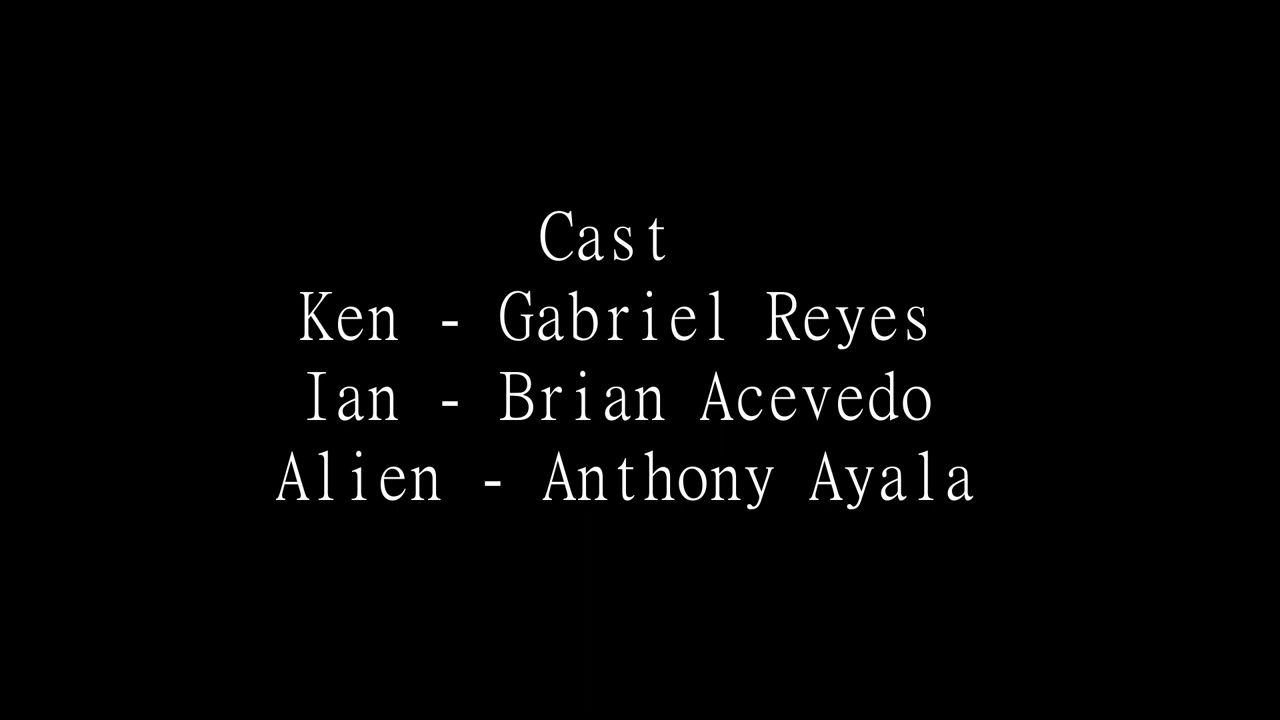 Cast
Ken - Gabriel Reyes
Ian - Brian Acevedo
Alien - Anthony Ayala